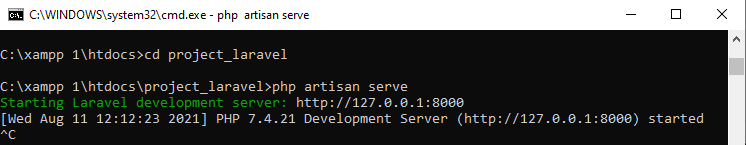 C:\WINDOWS\system32\cmd.exe - php  artisan serve
C:\xampp 1\htdocs>cd project_laravel
C:\xampp 1\htdocs\project_laravel>php artisan serve
Starting Laravel development server: http://127.0.0.1:8000
[Wed Aug 11 12:12:23 2021] PHP 7.4.21 Development Server (http://127.0.0.1:8000) started
^C